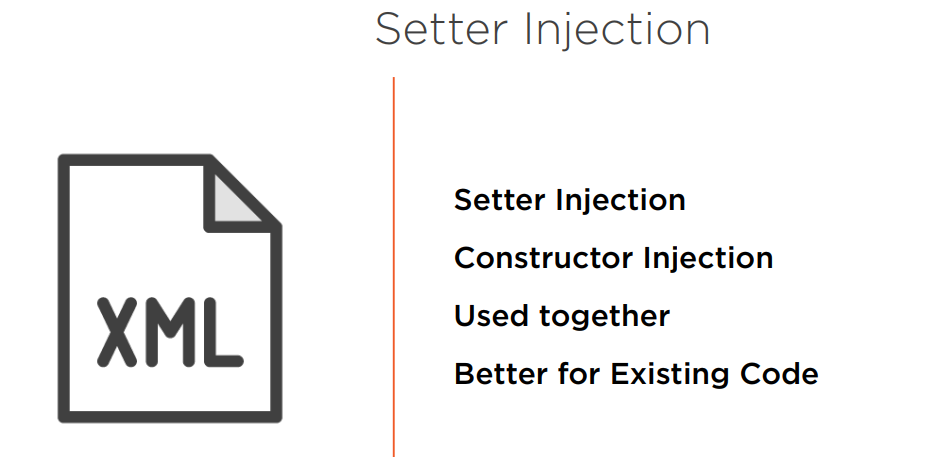 Setter Injection
XML
Setter Injection
Constructor Injection
Used together
Better for Existing Code